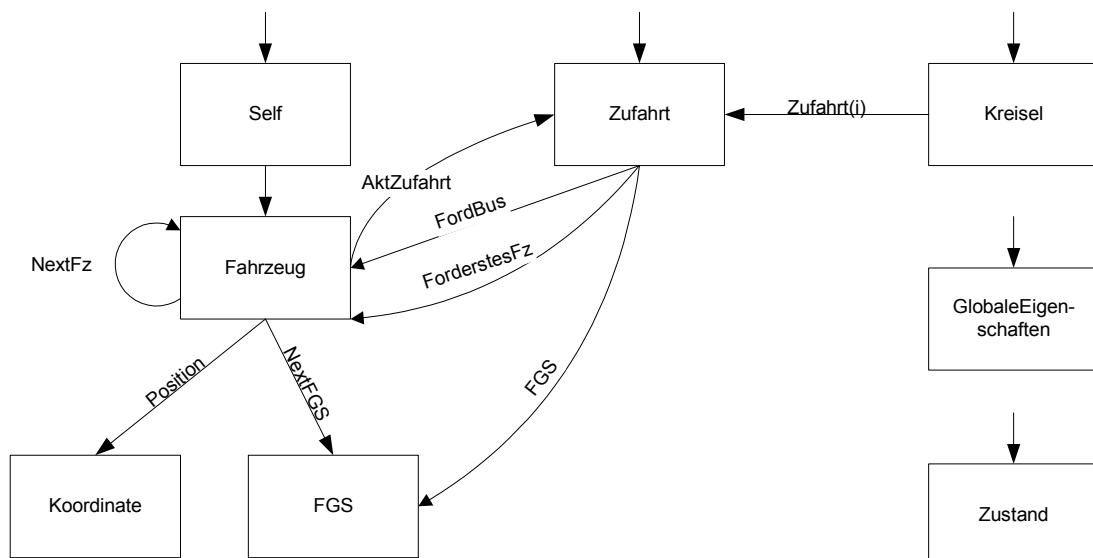 Self
Zufahrt
Zufahrt(i)
Kreisel
AktZufahrt
FordBus
NextFz
Fahrzeug
ForderstesFz
GlobaleEigen-
schaften
Position
NextFGS
FGS
Koordinate
FGS
Zustand